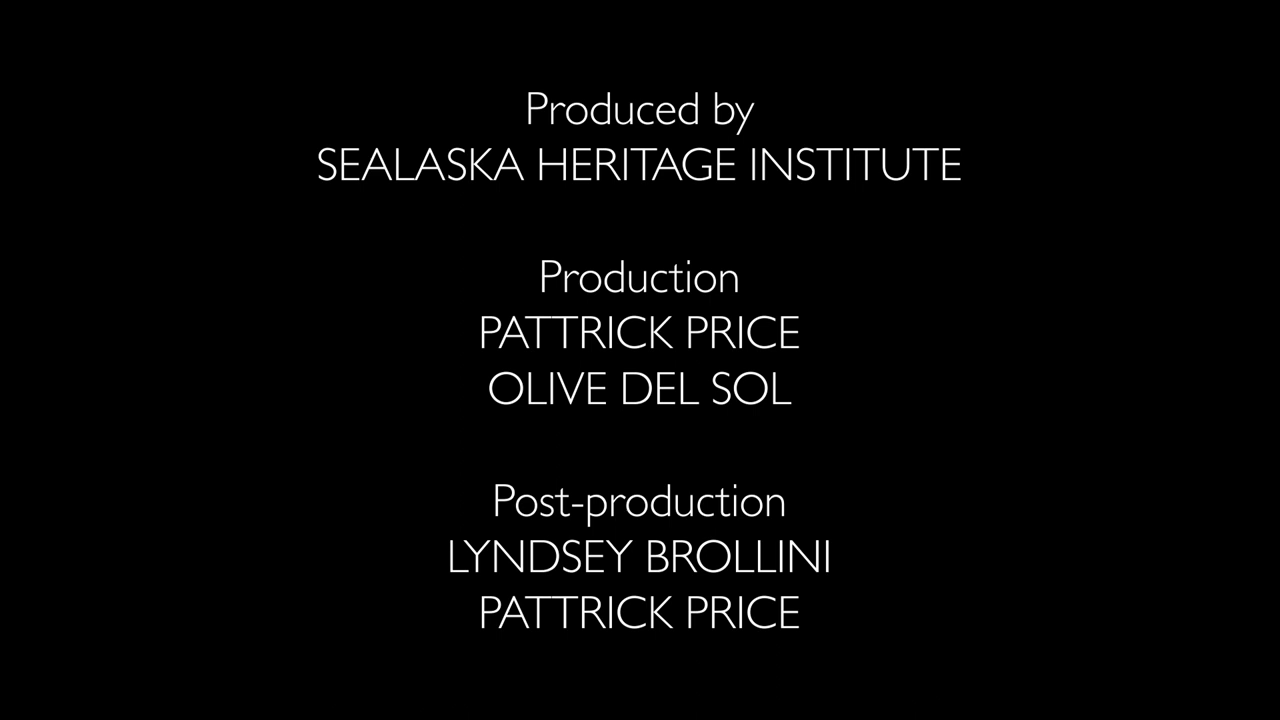 Produced by
SEALASKA HERITAGE INSTITUTE
Production
PATTRICK PRICE
OLIVE DEL SOL
Post-production
LYNDSEY BROLLINI
PATTRICK PRICE